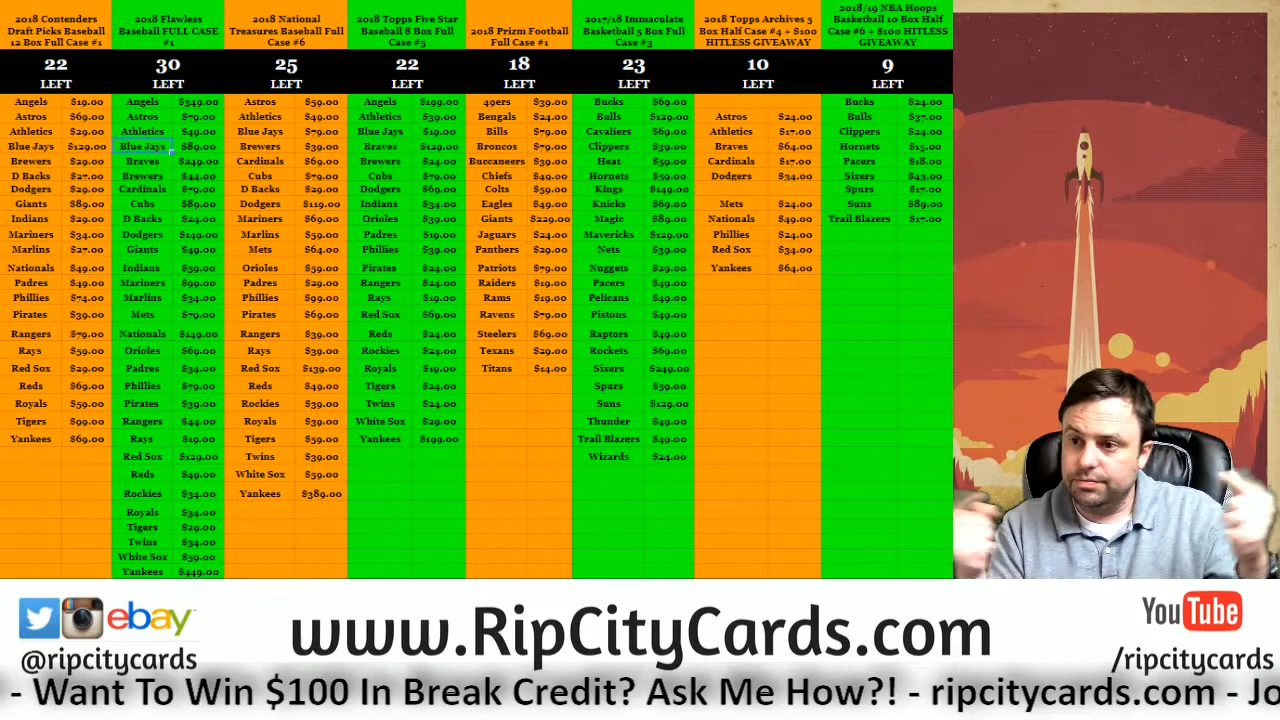 2018 Contenders
Draft Picks Baseball
12 Box Full Case #1
22
LEFT
Angels $19.00
Astros $69.00
Athletics $29.00
Blue Jays $129.00
Brewers $29.00
D Backs $27.00
Dodgers $29.00
Giants $89.00
Indians $29.00
Mariners $34.00
Marlins $27.00
Nationals $49.00
Padres $49.00
Phillies $74.00
Pirates $39.00
Rangers $79.00
Rays $59.00
Red Sox $29.00
Reds $69.00
Royals $59.00
Tigers $99.00
Yankees $69.00
2018 Flawless
Baseball FULL CASE
#1
30
LEFT
Angels $349.00
Astros $79.00
Athletics $49.00
Blue Jays $89.00
Braves $249.00
Brewers $44.00
Cardinals $79.00
Cubs $89.00
D Backs $24.00
Dodgers $149.00
Giants $49.00
Indians $59.00
Mariners $99.00
Marlins $34.00
Mets $79.00
Nationals $149.00
Orioles $69.00
Padres $34.00
Phillies $79.00
Pirates $39.00
Rangers $44.00
Rays $19.00
Red Sox $129.00
Reds $49.00
Rockies $34.00
Royals $34.00
Tigers $29.00
Twins $34.00
White Sox $59.00
Yankees $449.00
2018 National
Treasures Baseball Full
Case #6
25
LEFT
Astros $59.00
Athletics $49.00
Blue Jays $79.00
Brewers $39.00
Cardinals $69.00
Cubs $79.00
D Backs $29.00
Dodgers $119.00
Mariners $69.00
Marlins $59.00
Mets $64.00
Orioles $59.00
Padres $29.00
Phillies $99.00
Pirates $69.00
Rangers $39.00
Rays $39.00
Red Sox $139.00
Reds $49.00
Rockies $39.00
Royals $39.00
Tigers $59.00
Twins $39.00
White Sox $59.00
Yankees $389.00
2018 Topps Five Star
Baseball 8 Box Full
Case #5
22
LEFT
Angels $199.00
Athletics $39.00
Blue Jays $19.00
Braves $129.00
Brewers $24.00
Cubs $79.00
Dodgers $69.00
Indians $34.00
Orioles $39.00
Padres $19.00
Phillies $39.00
Pirates $24.00
Rangers $24.00
Rays $19.00
Red Sox $69.00
Reds $24.00
Rockies $24.00
Royals $19.00
Tigers $24.00
Twins $24.00
White Sox $29.00
Yankees $199.00
2018 Prizm Football
Full Case #1
18
LEFT
49ers $39.00
Bengals $24.00
Bills $79.00
Broncos $79.00
Buccaneers $39.00
Chiefs $49.00
Colts $59.00
Eagles $49.00
Giants $229.00
Jaguars $24.00
Panthers $29.00
Patriots $79.00
Raiders $19.00
Rams $19.00
Ravens $79.00
Steelers $69.00
Texans $29.00
Titans $14.00
2017/18 Immaculate
Basketball 5 Box Full
Case #3
23
LEFT
Bucks $69.00
Bulls $129.00
Cavaliers $69.00
Clippers $39.00
Heat $59.00
Hornets $59.00
Kings $149.00
Knicks $69.00
Magic $89.00
Mavericks $129.00
Nets $39.00
Nuggets $29.00
Pacers $49.00
Pelicans $49.00
Pistons $49.00
Raptors $49.00
Rockets $69.00
Sixers $249.00
Spurs $59.00
Suns $129.00
Thunder $49.00
Trail Blazers $49.00
Wizards $24.00
2018 Topps Archives 5
Box Half Case #4 + $100
HITLESS GIVEAWAY
10
LEFT
Astros $24.00
Athletics $17.00
Braves $64.00
Cardinals $17.00
Dodgers $34.00
Mets $24.00
Nationals $49.00
Phillies $24.00
Red Sox $34.00
Yankees $64.00
2018/19 NBA Hoops
Basketball 10 Box Half
Case #6 + $100 HITLESS
GIVEAWAY
9
LEFT
Bucks $24.00
Bulls $37.00
Clippers $24.00
Hornets $15.00
Pacers $18.00
Sixers $43.00
Spurs $17.00
Suns $89.00
Trail Blazers $17.00
ebay
@ripcitycards
www.RipCityCards.com
YouTube
/ripcitycards
- Want To Win $100 In Break Credit? Ask Me How?! - ripcitycards.com - Jo